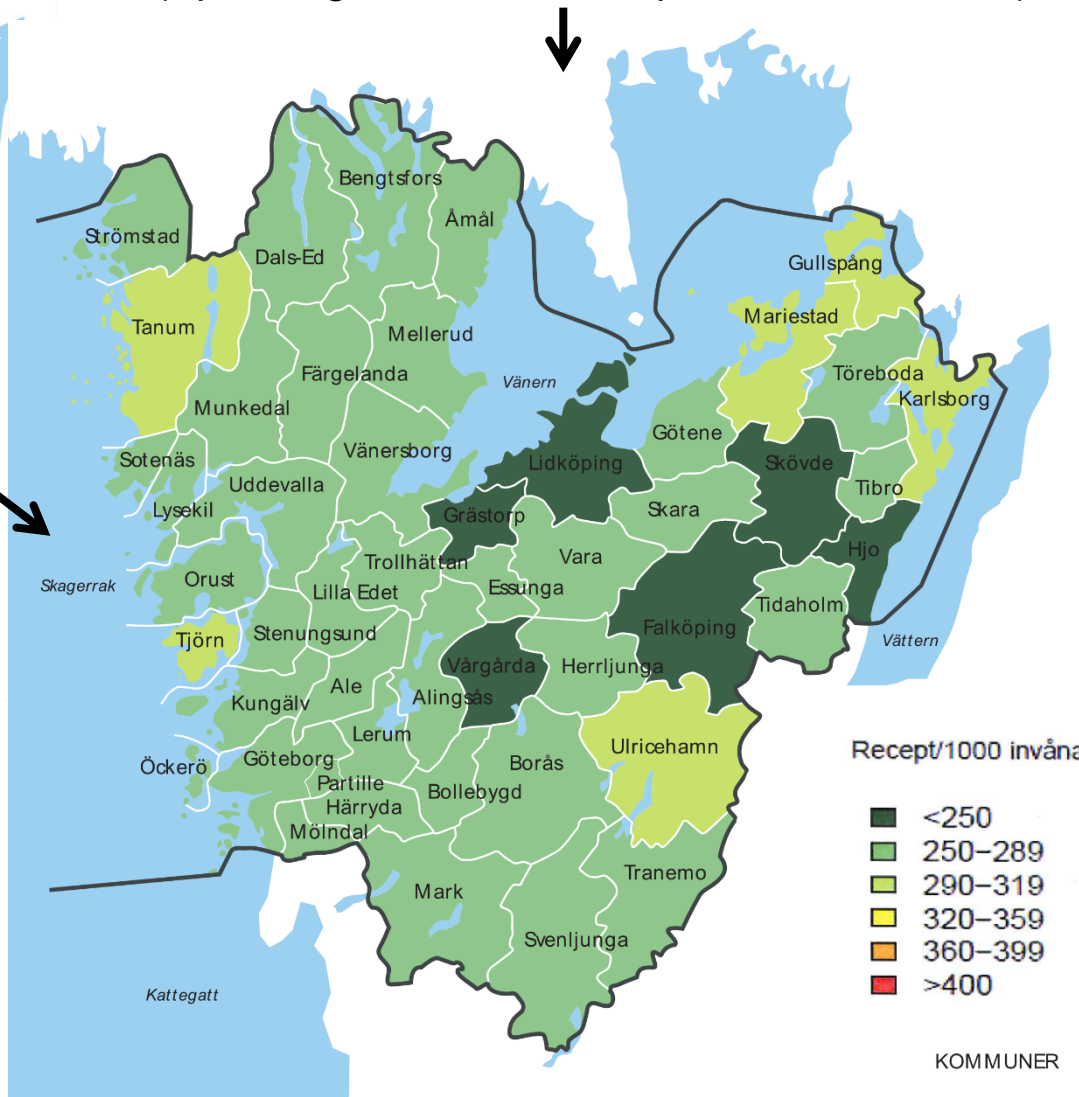 Bengtsfors
Åmål
Strömstad
Dals-Ed
Gullspång
Tanum
Mariestad
Mellerud
Färgelanda
Töreboda
Vänern
Karlsborg
Munkedal
Götene
Vänersborg
Sotenäs
Lidköping
Skövde
Uddevalla
Tibro
Lysekil
Grästorp
Skara
Hjo
Vara
Trollhättan
Skagerrak
Orust
Essunga
Lilla Edet
Tidaholm
Falköping
Stenungsund
Tjörn
Vättern
Vårgårda
Herrljunga
Ale
Alingsås
Kungälv
Lerum
Ulricehamn
Recept/1000 invåna
Göteborg
Borås
Öckerö
Partille
Bollebygd
Härryda
<250
Mölndal
250–289
Tranemo
290–319
Mark
320–359
Svenljunga
360–399
>400
Kattegatt
KOMMUNER